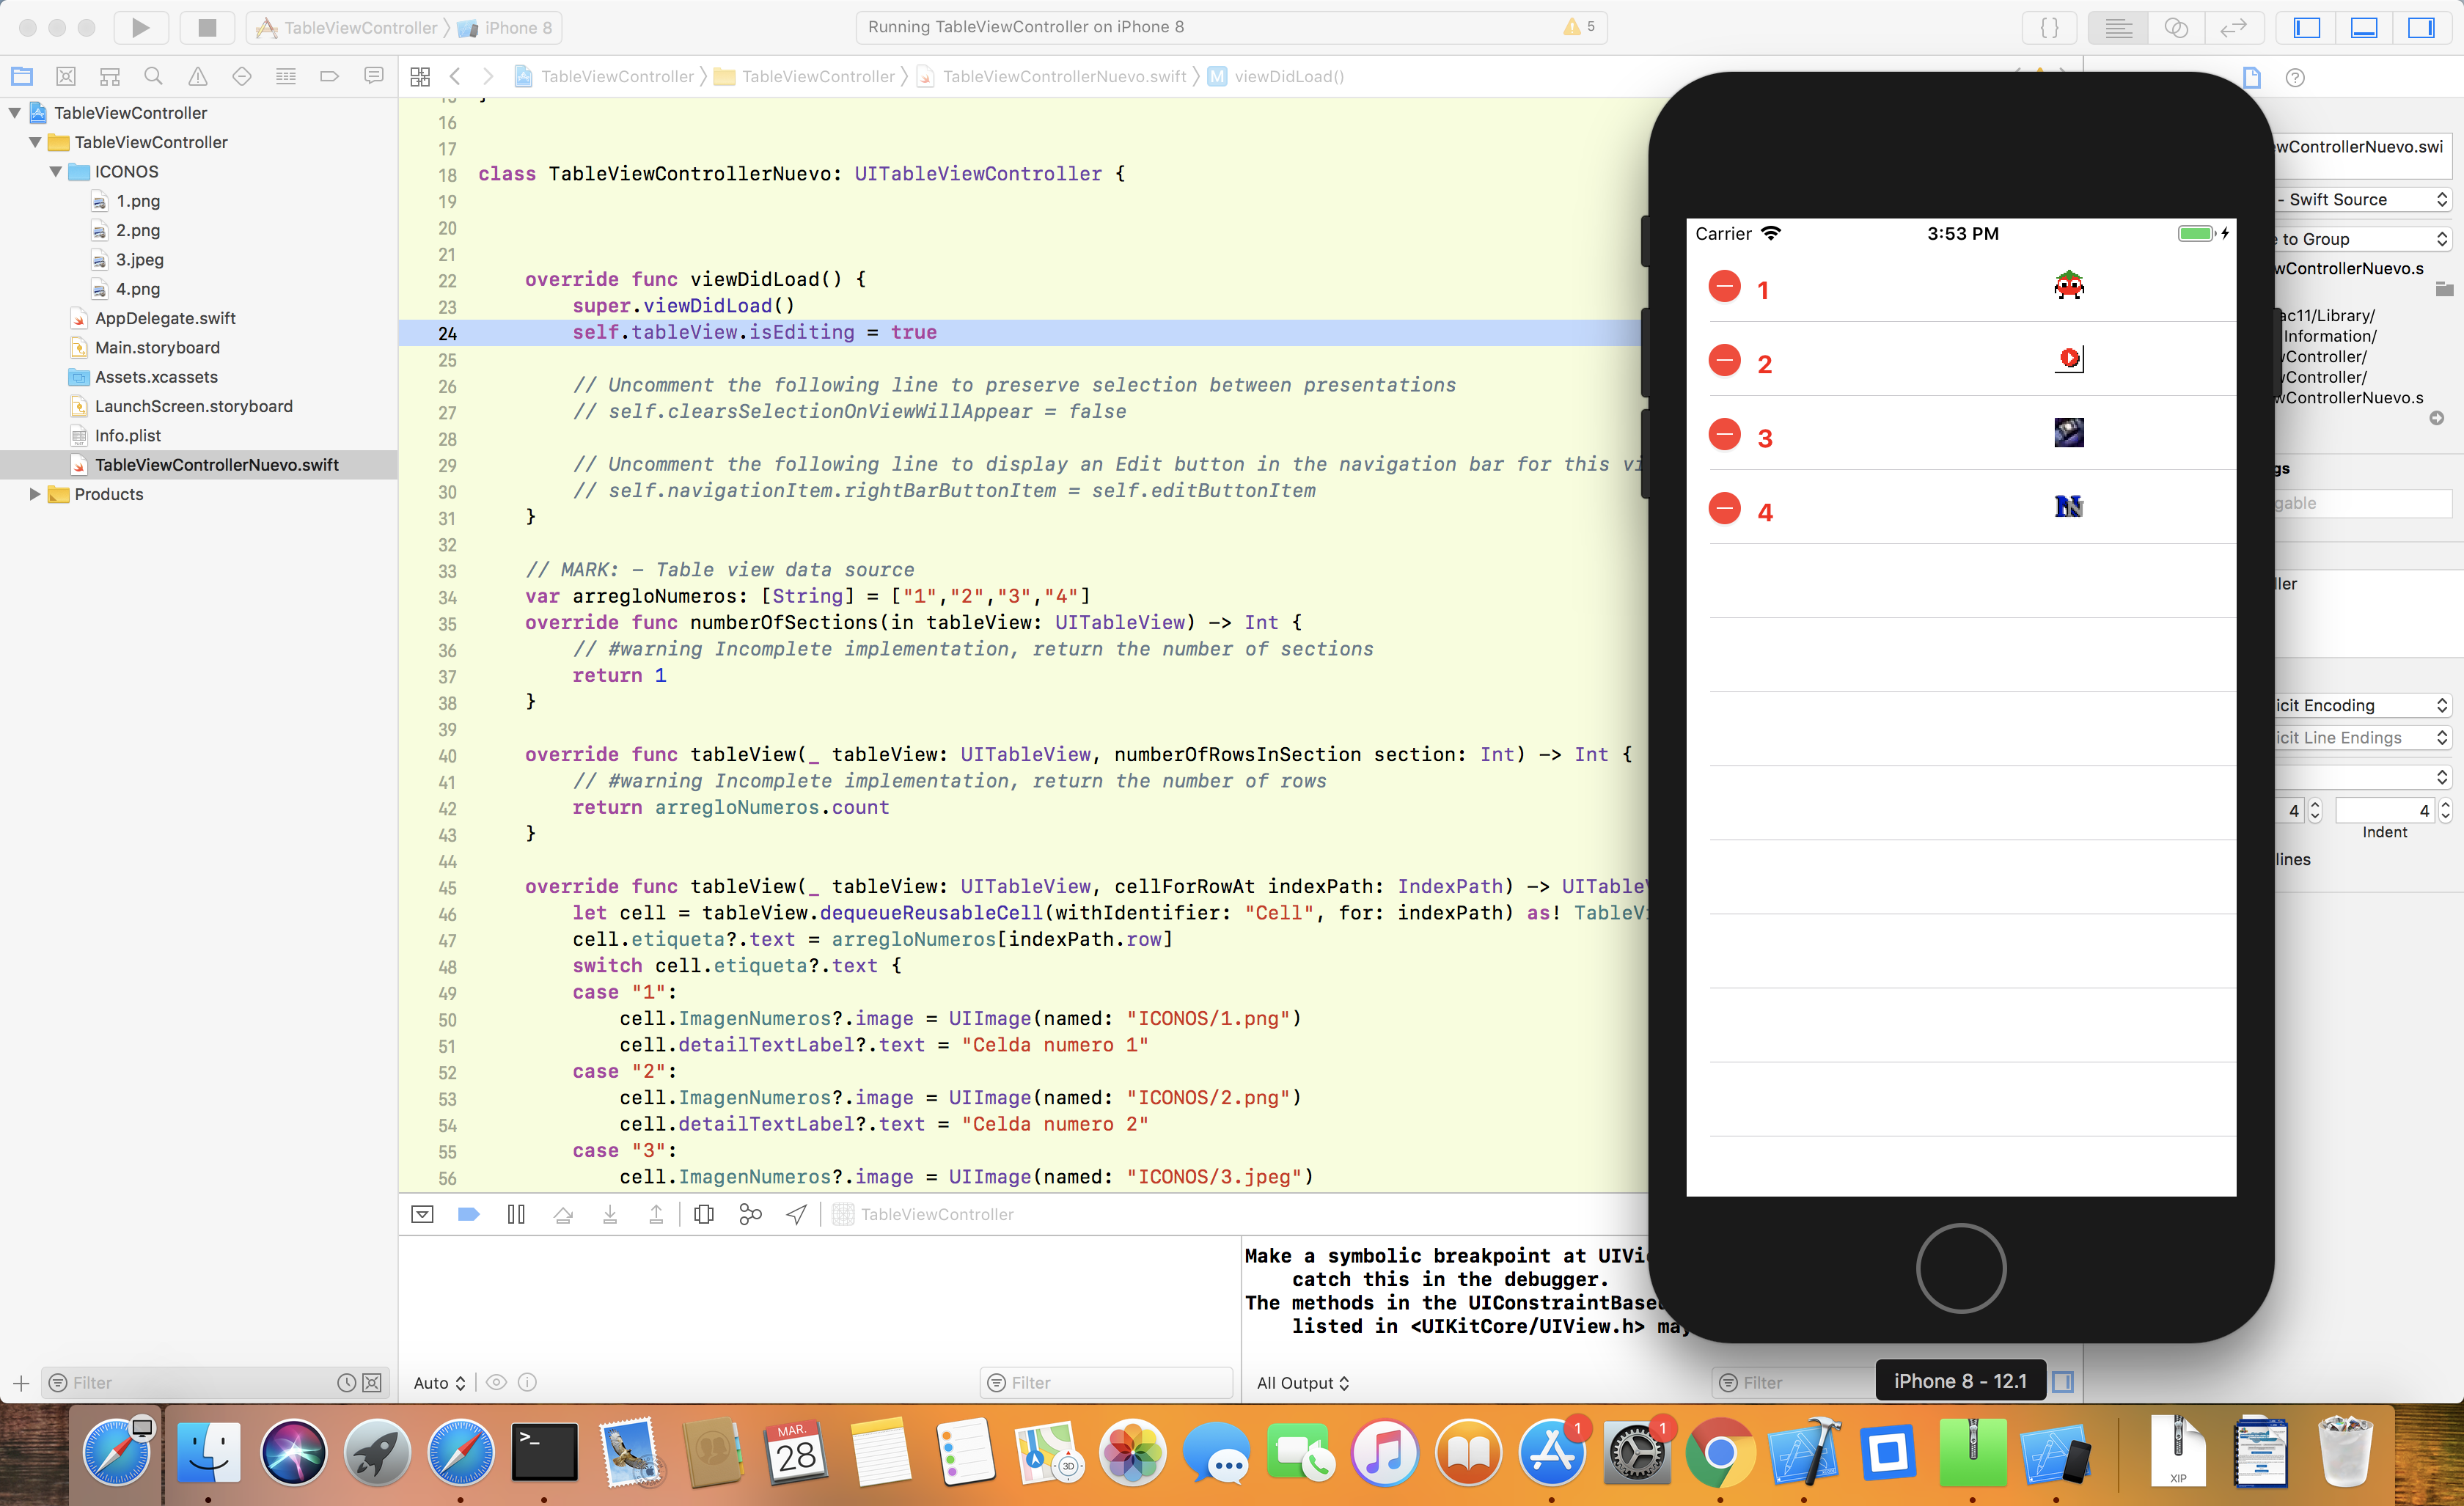 TableViewController 〉 iPhone 8
Running TableViewController on iPhone 8
5
TableViewController 〉 TableViewController 〉 TableViewControllerNuevo.swift 〉 M viewDidLoad()
TableViewController
TableViewController
ICONOS
1.png
2.png
3.jpeg
4.png
AppDelegate.swift
Main.storyboard
Assets.xcassets
LaunchScreen.storyboard
Info.plist
TableViewControllerNuevo.swift
Products
Filter
16
17
18 class TableViewControllerNuevo: UITableViewController {
19
20
21
22 override func viewDidLoad() {
23 super.viewDidLoad()
24 self.tableView.isEditing = true
25
26 // Uncomment the following line to preserve selection between presentations
27 // self.clearsSelectionOnViewWillAppear = false
28
29 // Uncomment the following line to display an Edit button in the navigation bar for this vi
30 // self.navigationItem.rightBarButtonItem = self.editButtonItem
31 }
32
33 // MARK: - Table view data source
34 var arregloNumeros: [String] = ["1","2","3","4"]
35 override func numberOfSections(in tableView: UITableView) -> Int {
36 // #warning Incomplete implementation, return the number of sections
37 return 1
38 }
39
40 override func tableView(_ tableView: UITableView, numberOfRowsInSection section: Int) -> Int {
41 // #warning Incomplete implementation, return the number of rows
42 return arregloNumeros.count
43 }
44
45 override func tableView(_ tableView: UITableView, cellForRowAt indexPath: IndexPath) -> UITableV
46 let cell = tableView.dequeueReusableCell(withIdentifier: "Cell", for: indexPath) as! TableVi
47 cell.etiqueta?.text = arregloNumeros[indexPath.row]
48 switch cell.etiqueta?.text {
49 case "1":
50 cell.ImagenNumeros?.image = UIImage(named: "ICONOS/1.png")
51 cell.detailTextLabel?.text = "Celda numero 1"
52 case "2":
53 cell.ImagenNumeros?.image = UIImage(named: "ICONOS/2.png")
54 cell.detailTextLabel?.text = "Celda numero 2"
55 case "3":
56 cell.ImagenNumeros?.image = UIImage(named: "ICONOS/3.jpeg")
TableViewController
Auto
Filter
Make a symbolic breakpoint at UIVi
catch this in the debugger.
The methods in the UIConstraintBased
listed in <UIKitCore/UIView.h> may
All Output
Filter
Carrier 3:53 PM
1
2
3
4
N
iPhone 8 - 12.1
wControllerNuevo.swi
- Swift Source
e to Group
wControllerNuevo.s
ac11/Library/
Information/
wController/
wController/
wControllerNuevo.s
gs
gable
ller
icit Encoding
icit Line Endings
4 4
Indent
lines
MAR.
28
3D
1
1
XIP